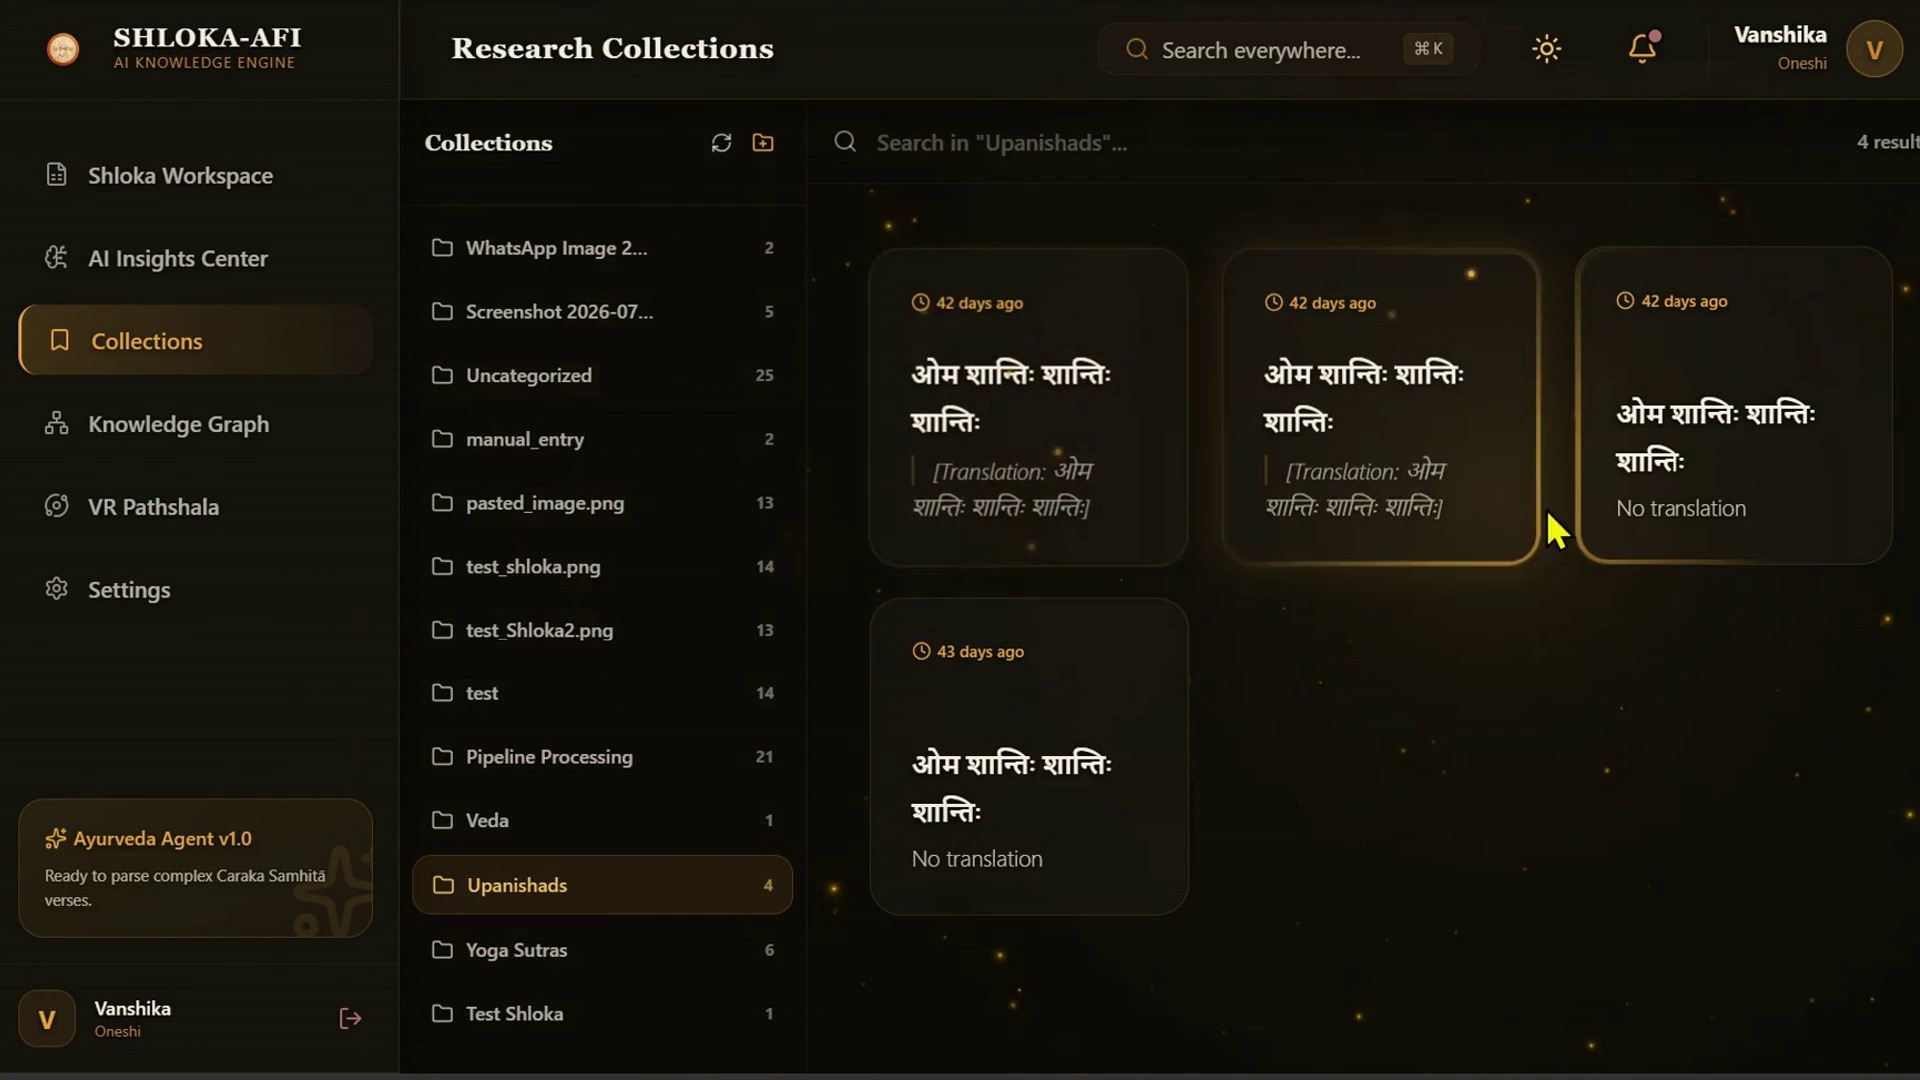 SHLOKA-AFI
AI KNOWLEDGE ENGINE
Research Collections
Search everywhere...
⌘ K
Vanshika
Oneshi
V
Shloka Workspace
AI Insights Center
Collections
Knowledge Graph
VR Pathshala
Settings
Ayurveda Agent v1.0
Ready to parse complex Caraka Samhitā
verses.
V
Vanshika
Oneshi
Collections
WhatsApp Image 2... 2
Screenshot 2026-07... 5
Uncategorized 25
manual_entry 2
pasted_image.png 13
test_shloka.png 14
test_Shloka2.png 13
test 14
Pipeline Processing 21
Veda 1
Upanishads 4
Yoga Sutras 6
Test Shloka 1
Search in "Upanishads"...
4 result
42 days ago
ओम शान्तिः शान्तिः
शान्तिः
[Translation: ओम
शान्तिः शान्तिः शान्तिः]
42 days ago
ओम शान्तिः शान्तिः
शान्तिः
[Translation: ओम
शान्तिः शान्तिः शान्तिः]
42 days ago
ओम शान्तिः शान्तिः
शान्तिः
No translation
43 days ago
ओम शान्तिः शान्तिः
शान्तिः
No translation